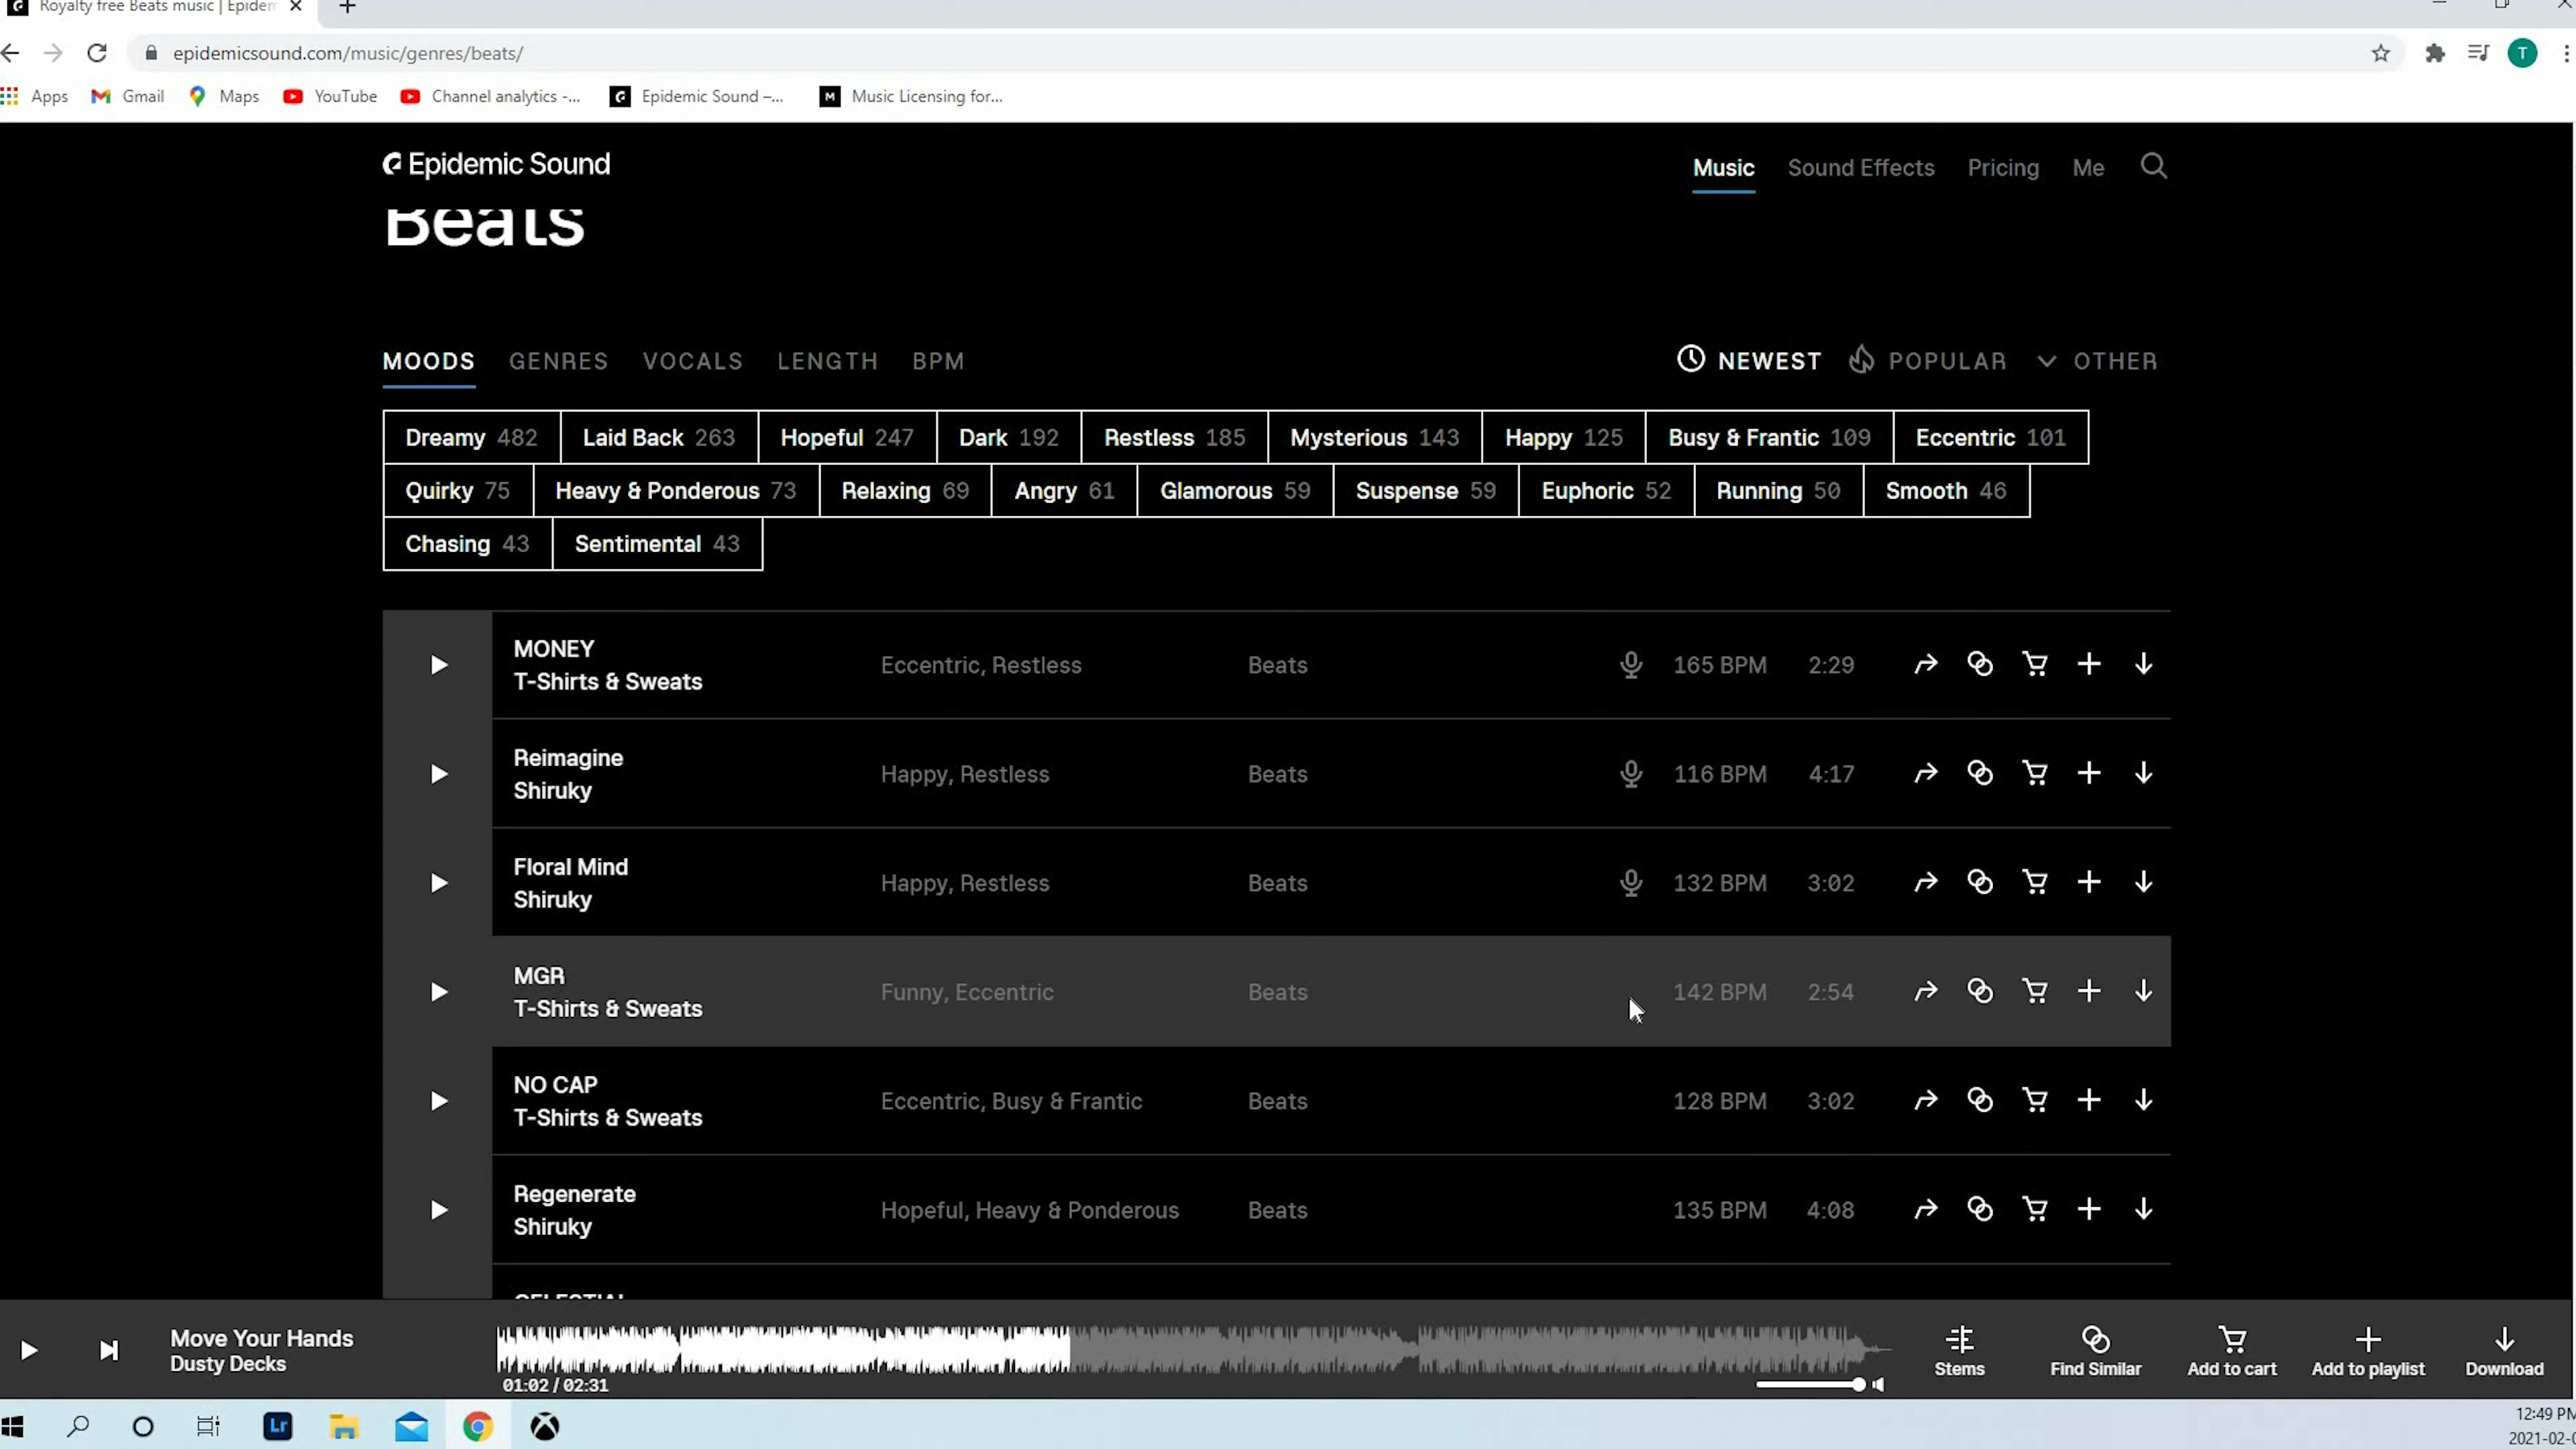 Royalty free Beats music | Epidem
epidemicsound.com/music/genres/beats/
Apps Gmail Maps YouTube Channel analytics -... Epidemic Sound –... M Music Licensing for...
T
Epidemic Sound
Music Sound Effects Pricing Me
Beats
MOODS GENRES VOCALS LENGTH BPM NEWEST POPULAR OTHER
Dreamy 482 Laid Back 263 Hopeful 247 Dark 192 Restless 185 Mysterious 143 Happy 125 Busy & Frantic 109 Eccentric 101
Quirky 75 Heavy & Ponderous 73 Relaxing 69 Angry 61 Glamorous 59 Suspense 59 Euphoric 52 Running 50 Smooth 46
Chasing 43 Sentimental 43
MONEY
T-Shirts & Sweats
Eccentric, Restless Beats 165 BPM 2:29
Reimagine
Shiruky
Happy, Restless Beats 116 BPM 4:17
Floral Mind
Shiruky
Happy, Restless Beats 132 BPM 3:02
MGR
T-Shirts & Sweats
Funny, Eccentric Beats 142 BPM 2:54
NO CAP
T-Shirts & Sweats
Eccentric, Busy & Frantic Beats 128 BPM 3:02
Regenerate
Shiruky
Hopeful, Heavy & Ponderous Beats 135 BPM 4:08
Move Your Hands
Dusty Decks
01:02 / 02:31
Stems Find Similar Add to cart Add to playlist Download
Lr
12:49 PM
2021-02-